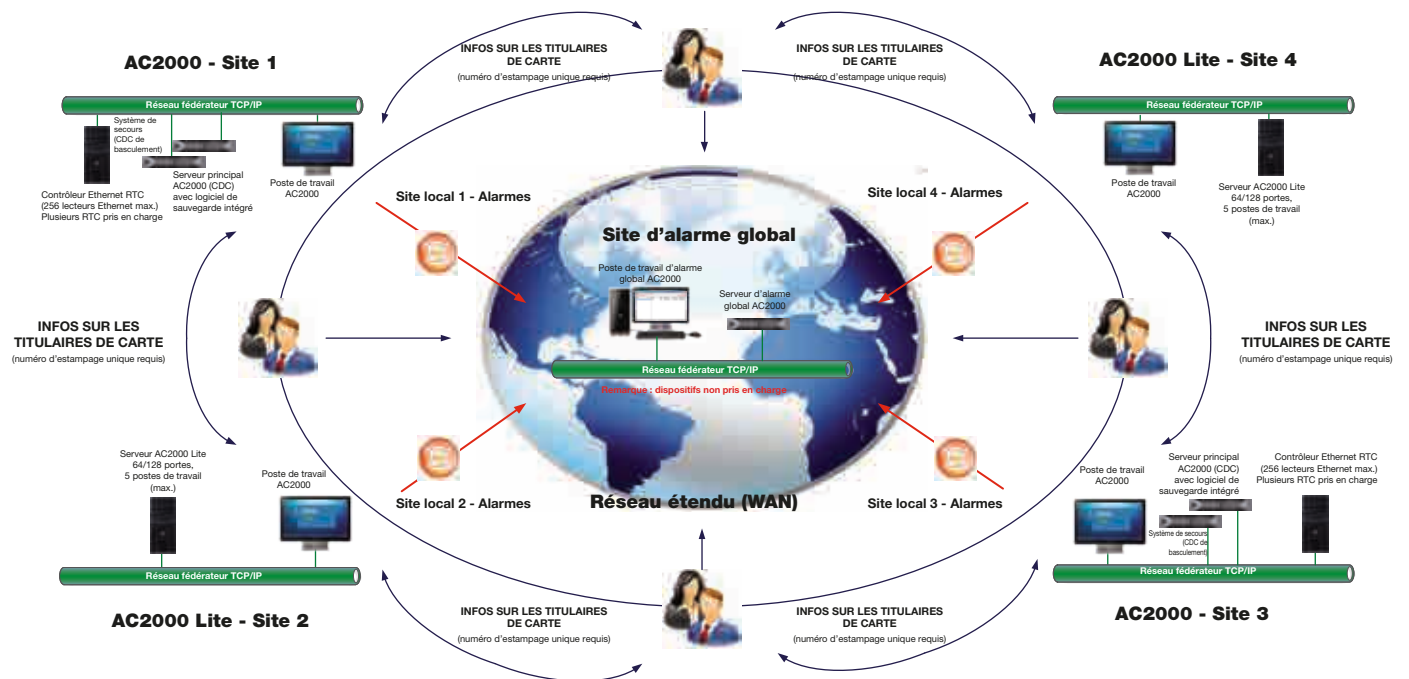 INFOS SUR LES TITULAIRES
DE CARTE
(numéro d'estampage unique requis)
INFOS SUR LES TITULAIRES
DE CARTE
(numéro d'estampage unique requis)
AC2000 - Site 1
Réseau fédérateur TCP/IP
Système de
secours
(CDC de
basculement)
Contrôleur Ethernet RTC
(256 lecteurs Ethernet max.)
Plusieurs RTC pris en charge
Serveur principal
AC2000 (CDC)
avec logiciel de
sauvegarde intégré
Poste de travail
AC2000
AC2000 Lite - Site 4
Réseau fédérateur TCP/IP
Poste de travail
AC2000
Serveur AC2000 Lite
64/128 portes,
5 postes de travail
(max.)
Site local 1 - Alarmes
Site local 4 - Alarmes
Site d'alarme global
Poste de travail d'alarme
global AC2000
Serveur d'alarme
global AC2000
Réseau fédérateur TCP/IP
Remarque : dispositifs non pris en charge
INFOS SUR LES
TITULAIRES DE CARTE
(numéro d'estampage unique requis)
INFOS SUR LES
TITULAIRES DE CARTE
(numéro d'estampage unique requis)
Site local 2 - Alarmes
Réseau étendu (WAN)
Site local 3 - Alarmes
Serveur AC2000 Lite
64/128 portes,
5 postes de travail
(max.)
Poste de travail
AC2000
Réseau fédérateur TCP/IP
AC2000 Lite - Site 2
Poste de travail
AC2000
Serveur principal
AC2000 (CDC)
avec logiciel de
sauvegarde intégré
Système de secours
(CDC de
basculement)
Contrôleur Ethernet RTC
(256 lecteurs Ethernet max.)
Plusieurs RTC pris en charge
Réseau fédérateur TCP/IP
AC2000 - Site 3
INFOS SUR LES TITULAIRES
DE CARTE
(numéro d'estampage unique requis)
INFOS SUR LES TITULAIRES
DE CARTE
(numéro d'estampage unique requis)